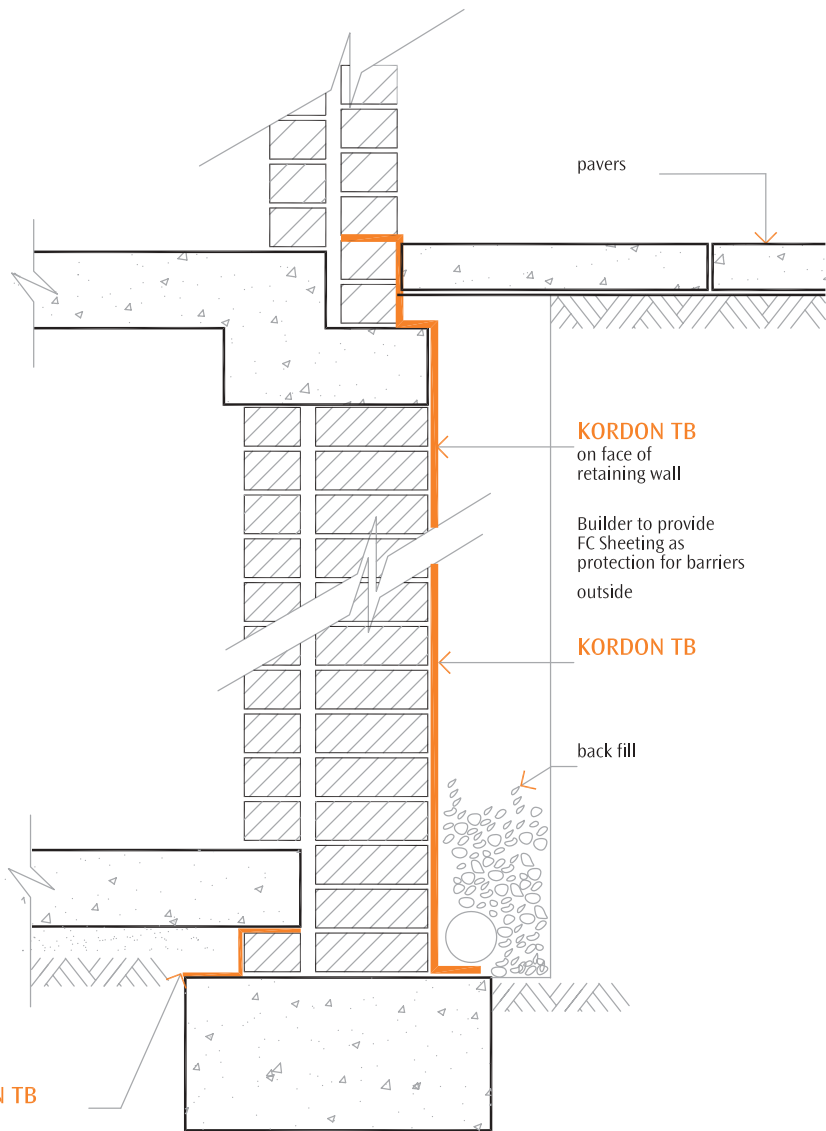 pavers
KORDON TB
on face of
retaining wall
Builder to provide
FC Sheeting as
protection for barriers
outside
KORDON TB
back fill
N TB